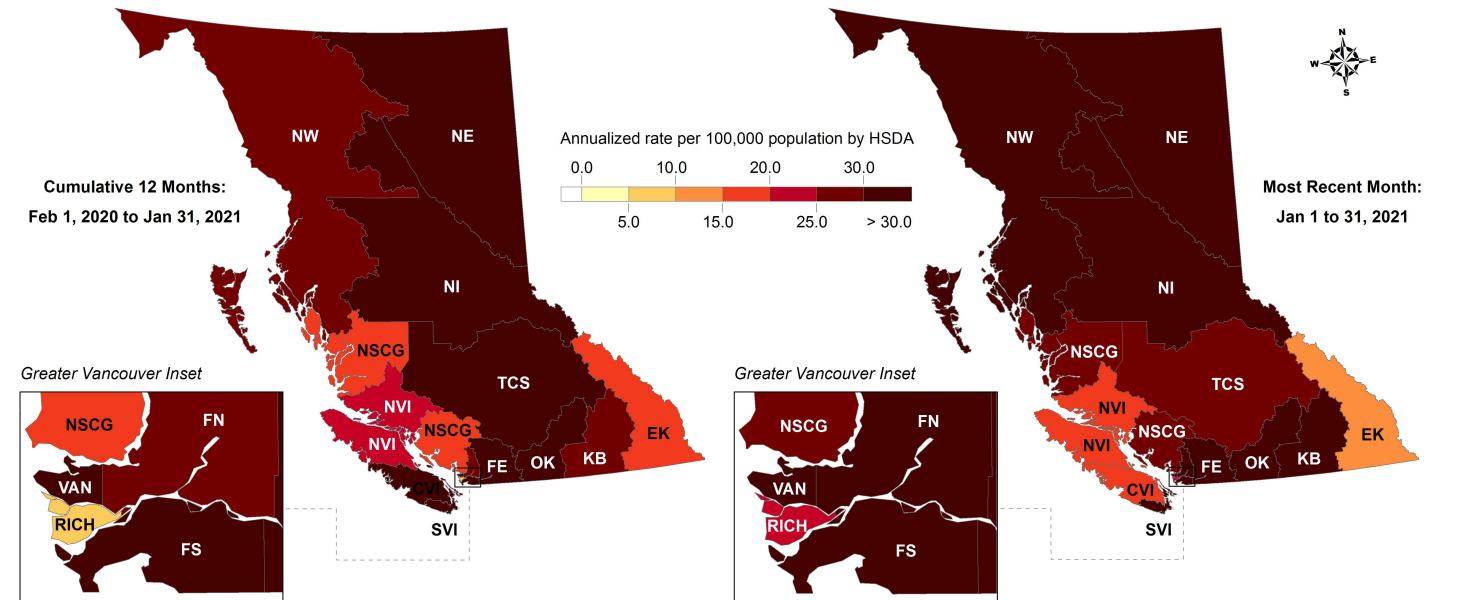 Cumulative 12 Months:
Feb 1, 2020 to Jan 31, 2021
NW
NE
NI
NSCG
TCS
NVI
NVI
NSCG
EK
FE
OK
KB
CVI
SVI
Greater Vancouver Inset
NSCG
FN
VAN
RICH
FS
Annualized rate per 100,000 population by HSDA
0.0 10.0 20.0 30.0
5.0 15.0 25.0 > 30.0
N
W E
S
Most Recent Month:
Jan 1 to 31, 2021
NW
NE
NI
NSCG
TCS
NVI
NVI
NSCG
EK
FE
OK
KB
CVI
SVI
Greater Vancouver Inset
NSCG
FN
VAN
RICH
FS